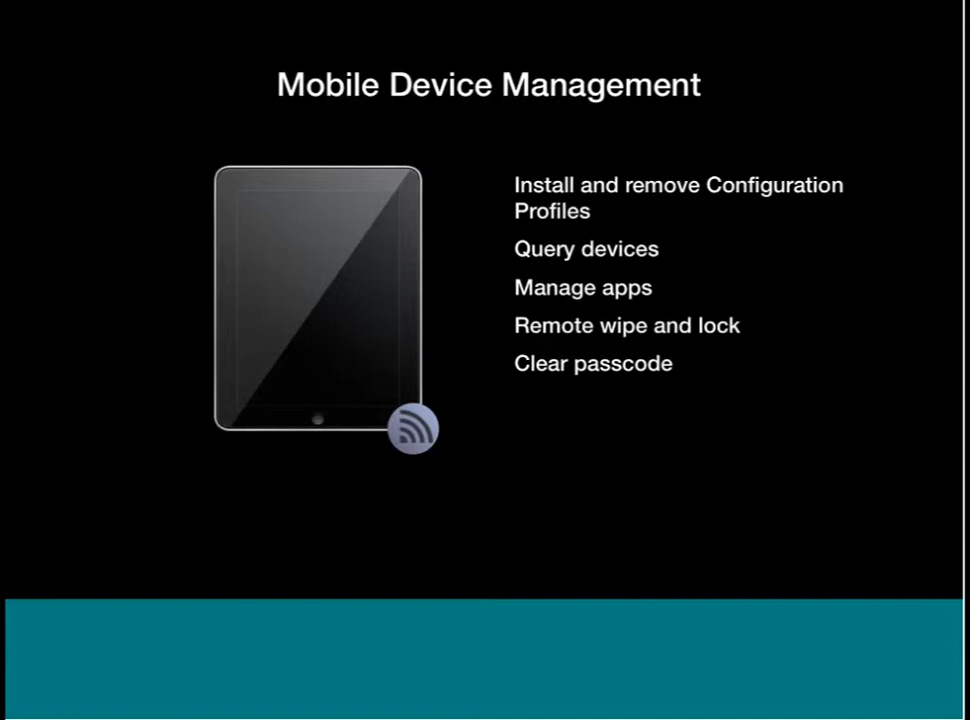 Mobile Device Management
Install and remove Configuration
Profiles
Query devices
Manage apps
Remote wipe and lock
Clear passcode